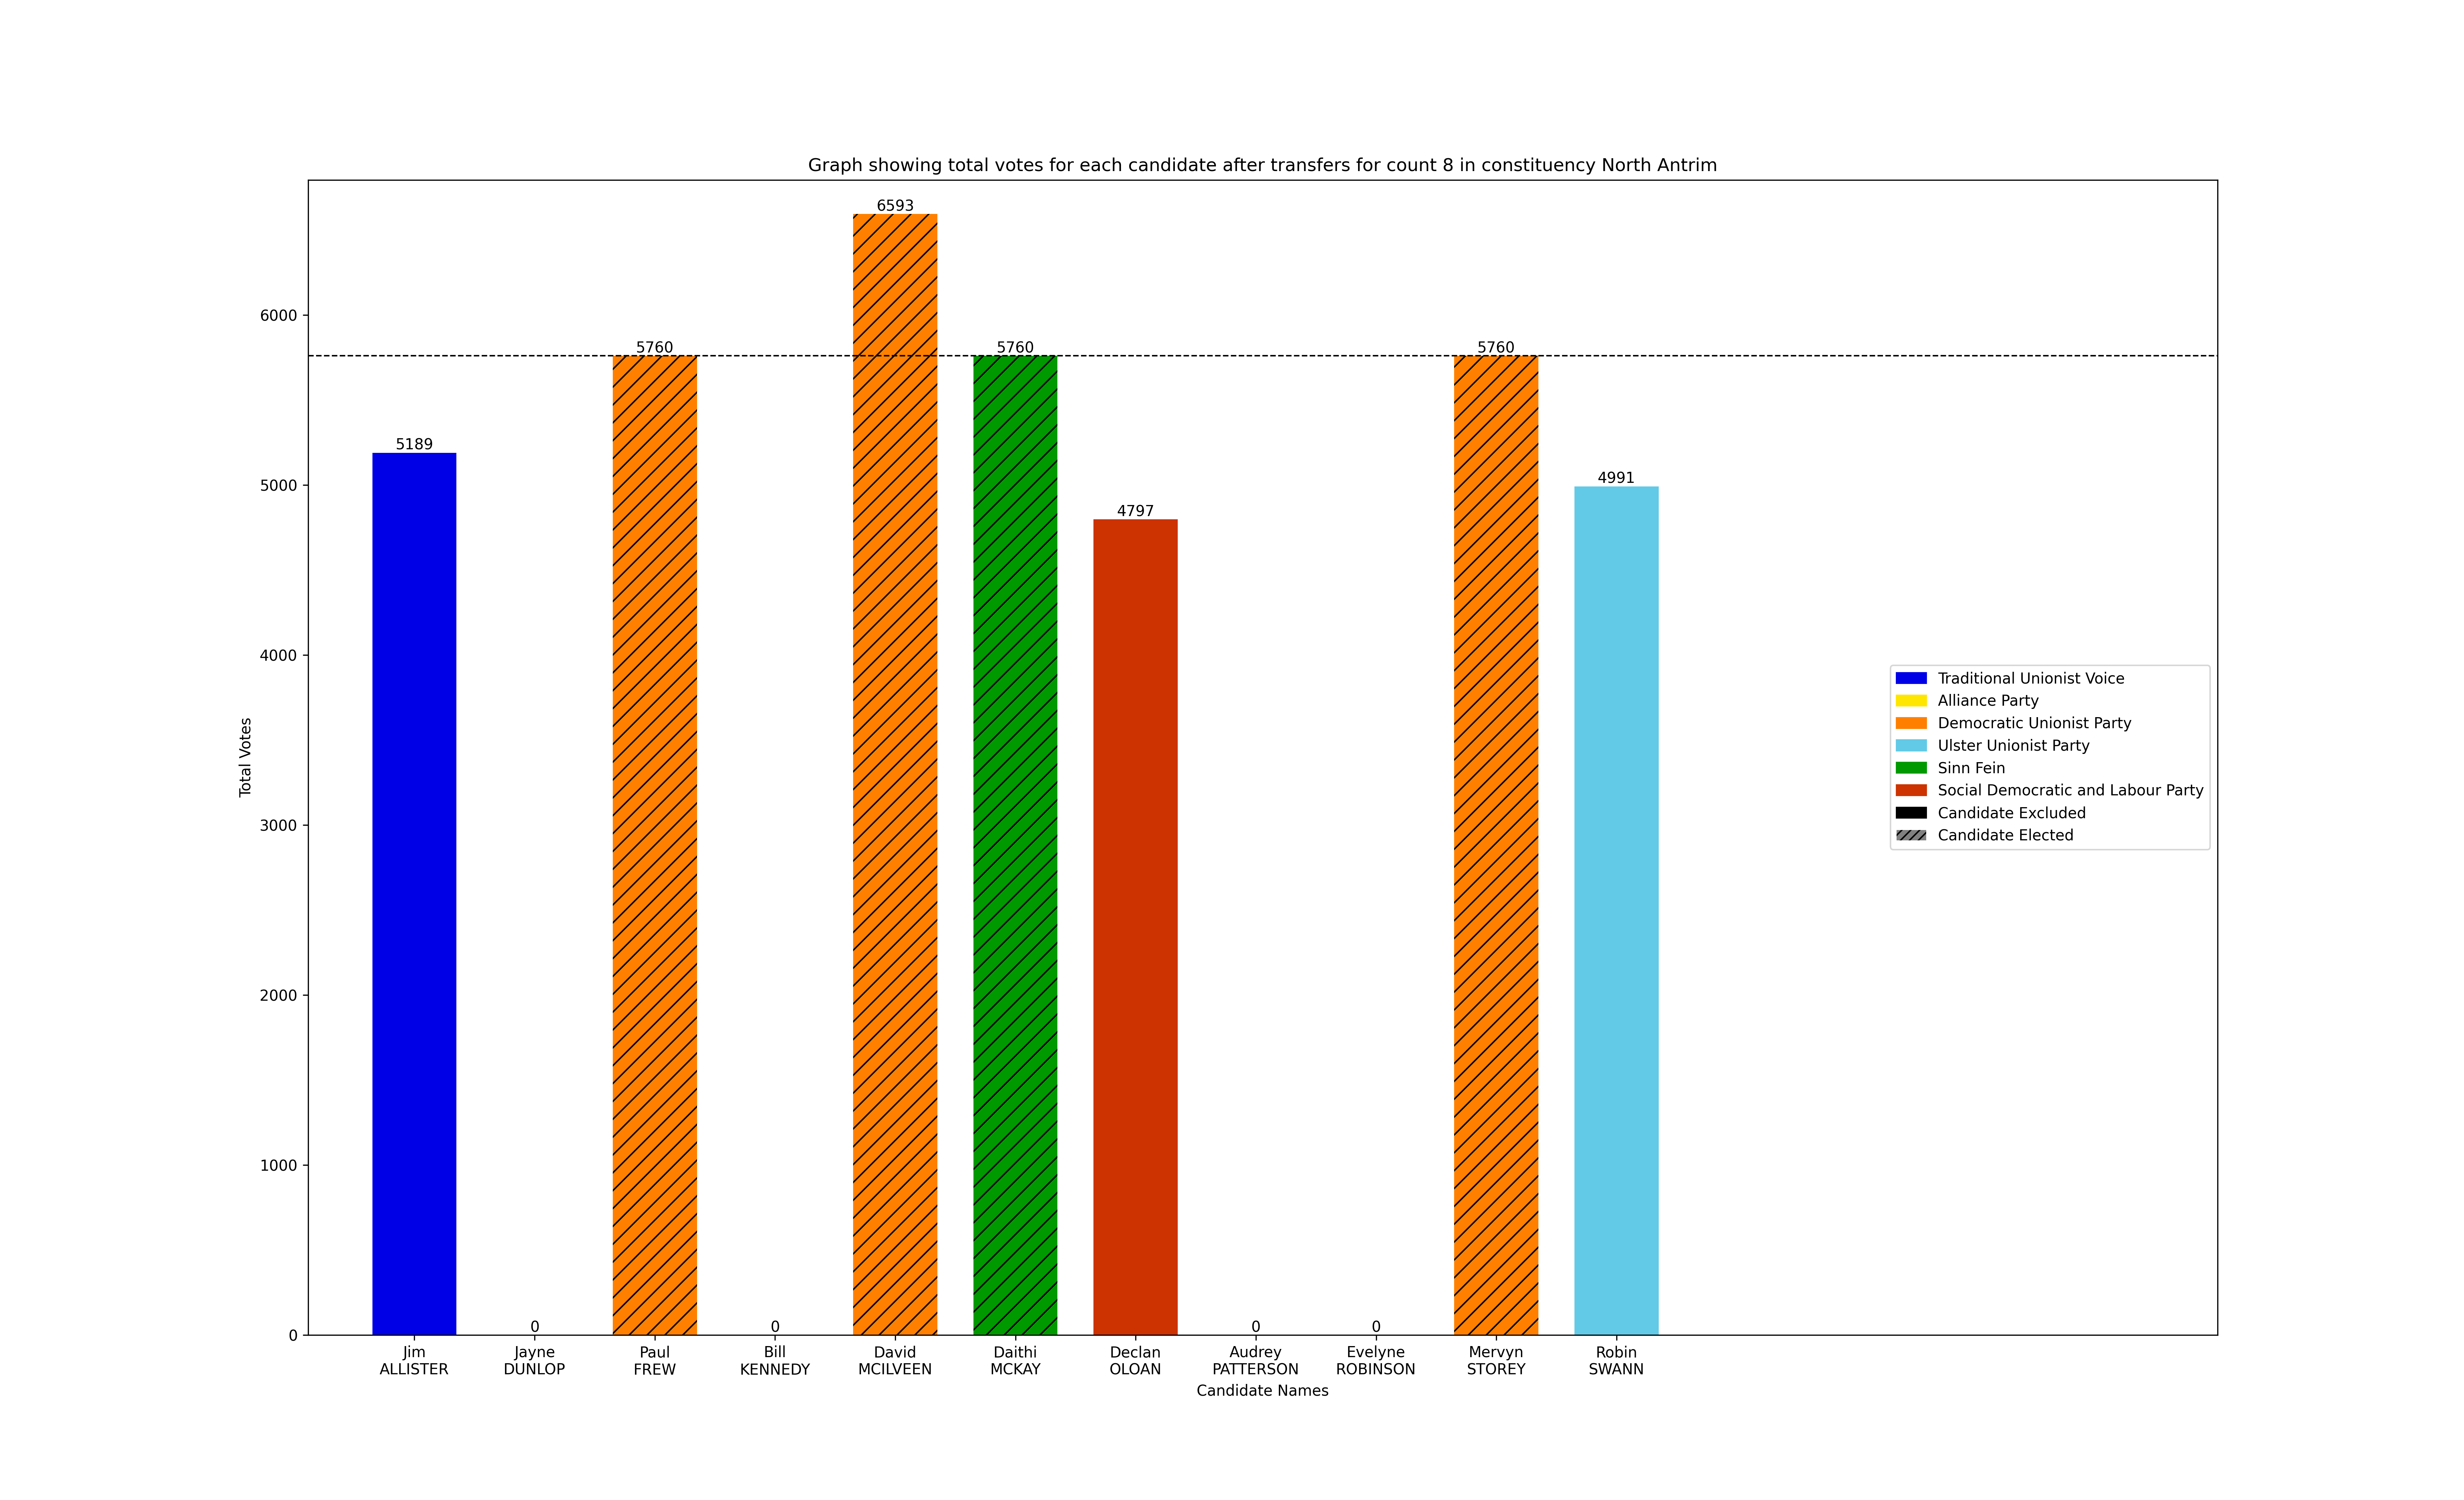 Graph showing total votes for each candidate after transfers for count 8 in constituency North Antrim
Total Votes
6000
5000
4000
3000
2000
1000
0
5189
0
5760
0
6593
5760
4797
0
0
5760
4991
Jim
ALLISTER
Jayne
DUNLOP
Paul
FREW
Bill
KENNEDY
David
MCILVEEN
Daithi
MCKAY
Declan
OLOAN
Audrey
PATTERSON
Evelyne
ROBINSON
Mervyn
STOREY
Robin
SWANN
Candidate Names
Traditional Unionist Voice
Alliance Party
Democratic Unionist Party
Ulster Unionist Party
Sinn Fein
Social Democratic and Labour Party
Candidate Excluded
Candidate Elected